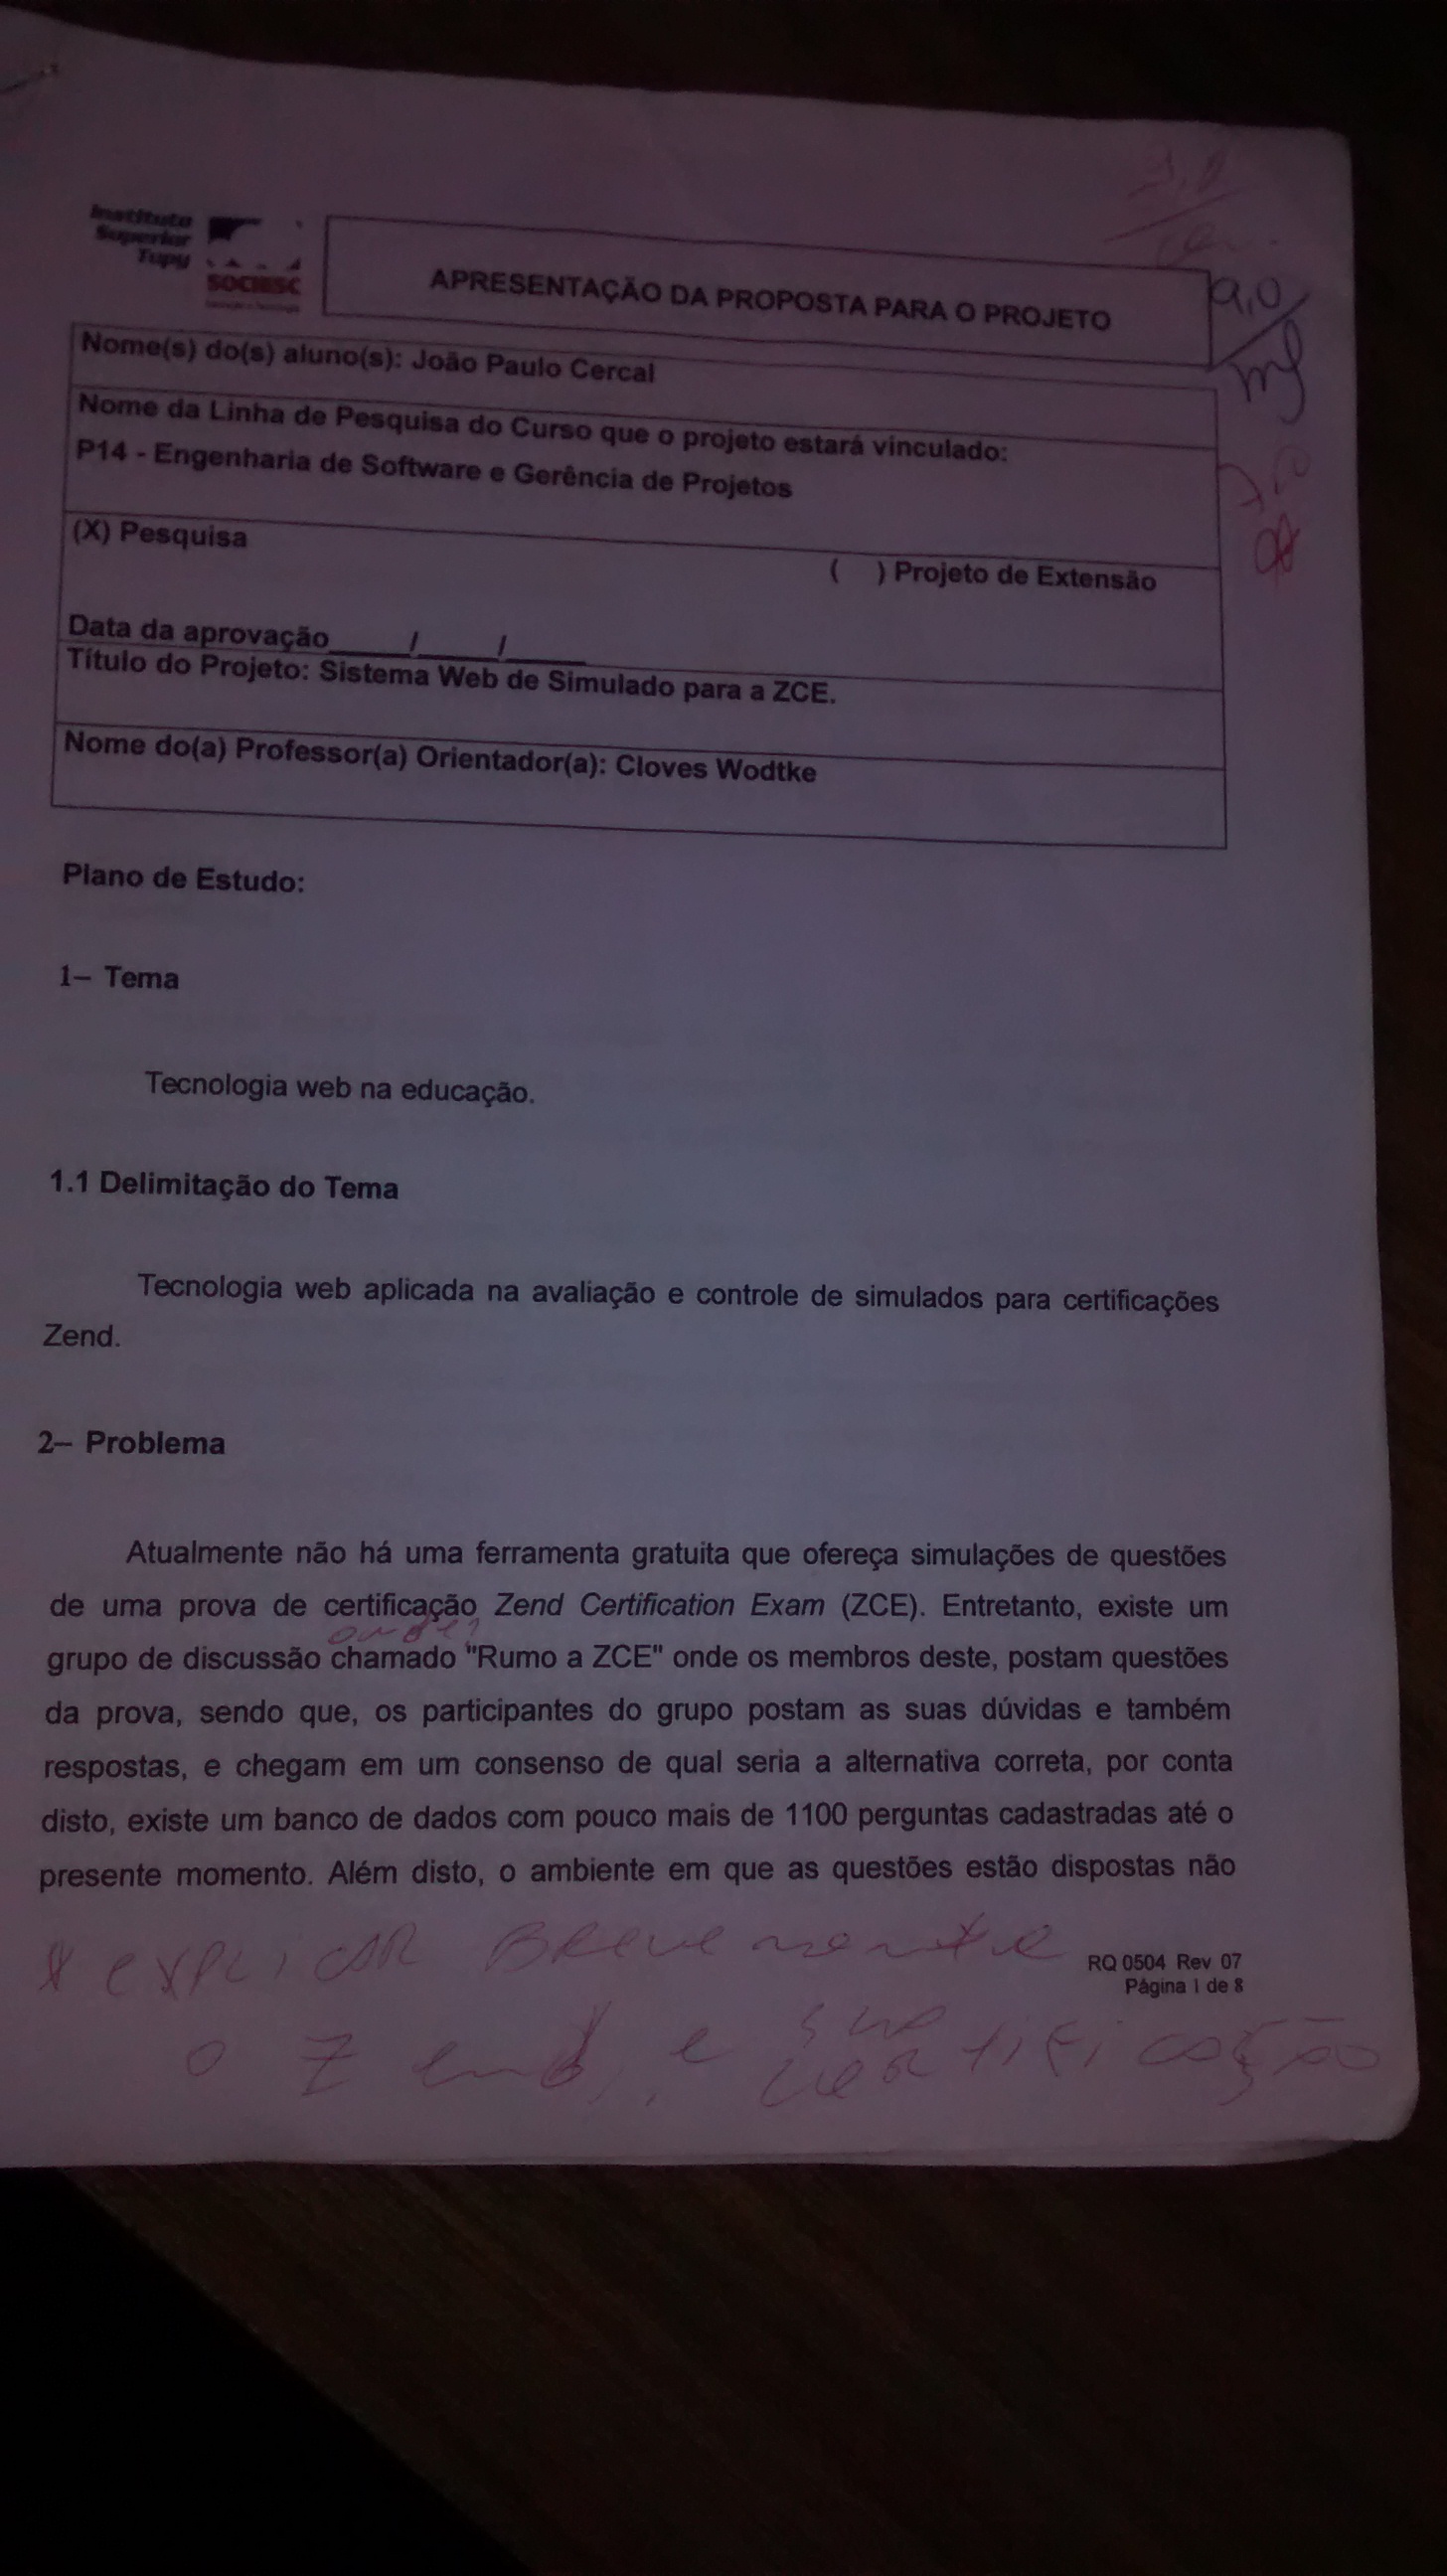 Instituto
Superior
Tupy
SOCIESC
APRESENTAÇÃO DA PROPOSTA PARA O PROJETO
9,0
Nome(s) do(s) aluno(s): João Paulo Cercal
Nome da Linha de Pesquisa do Curso que o projeto estará vinculado:
P14 - Engenharia de Software e Gerência de Projetos
(X) Pesquisa
( ) Projeto de Extensão
Data da aprovação_____/_____/_____
Título do Projeto: Sistema Web de Simulado para a ZCE.
Nome do(a) Professor(a) Orientador(a): Cloves Wodtke
Plano de Estudo:
1– Tema
Tecnologia web na educação.
1.1 Delimitação do Tema
Tecnologia web aplicada na avaliação e controle de simulados para certificações
Zend.
2– Problema
Atualmente não há uma ferramenta gratuita que ofereça simulações de questões
de uma prova de certificação Zend Certification Exam (ZCE). Entretanto, existe um
onde?
grupo de discussão chamado "Rumo a ZCE" onde os membros deste, postam questões
da prova, sendo que, os participantes do grupo postam as suas dúvidas e também
respostas, e chegam em um consenso de qual seria a alternativa correta, por conta
disto, existe um banco de dados com pouco mais de 1100 perguntas cadastradas até o
presente momento. Além disto, o ambiente em que as questões estão dispostas não
* explicar Brevemente
RQ 0504 Rev 07
Página 1 de 8
o Zend, e sua
certificação